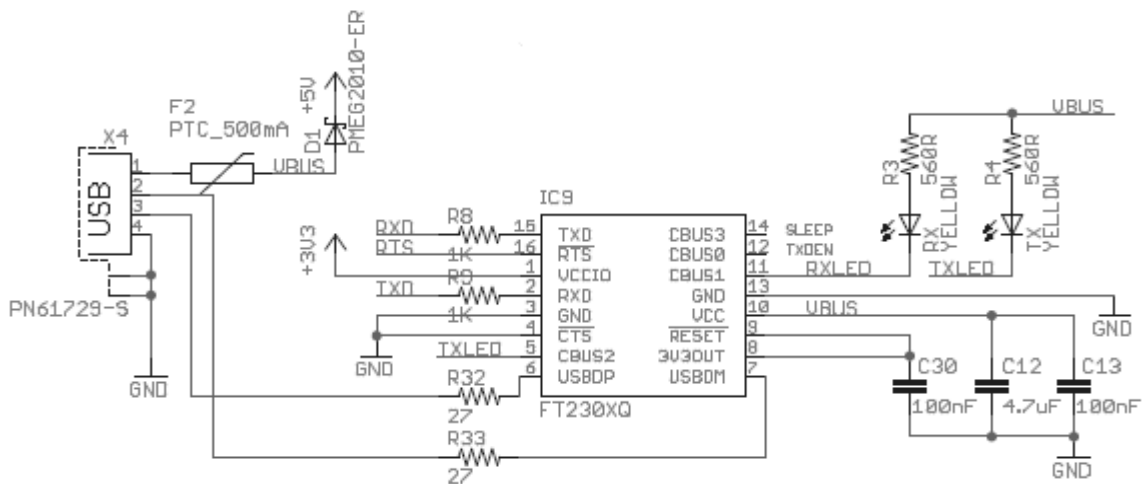 F2
PTC_500mA
X4
USB
1
2
3
4
VBUS
D1
+5V
PMEG2010-ER
PN61729-S
GND
+3V3
RXD
R8
1K
RTS
TXD
R9
1K
GND
TXLED
R32
27
R33
27
IC9
15 TXD CBUS3 14 SLEEP
16 RTS CBUS0 12 TXDEN
1 VCCIO CBUS1 11 RXLED
2 RXD GND 13
3 GND VCC 10 VBUS
4 CTS RESET 9
5 CBUS2 3V3OUT 8
6 USBDP USBDM 7
FT230XQ
VBUS
R3
560R
R4
560R
RX
YELLOW
TX
YELLOW
TXLED
GND
C30
100nF
C12
4.7uF
C13
100nF
GND